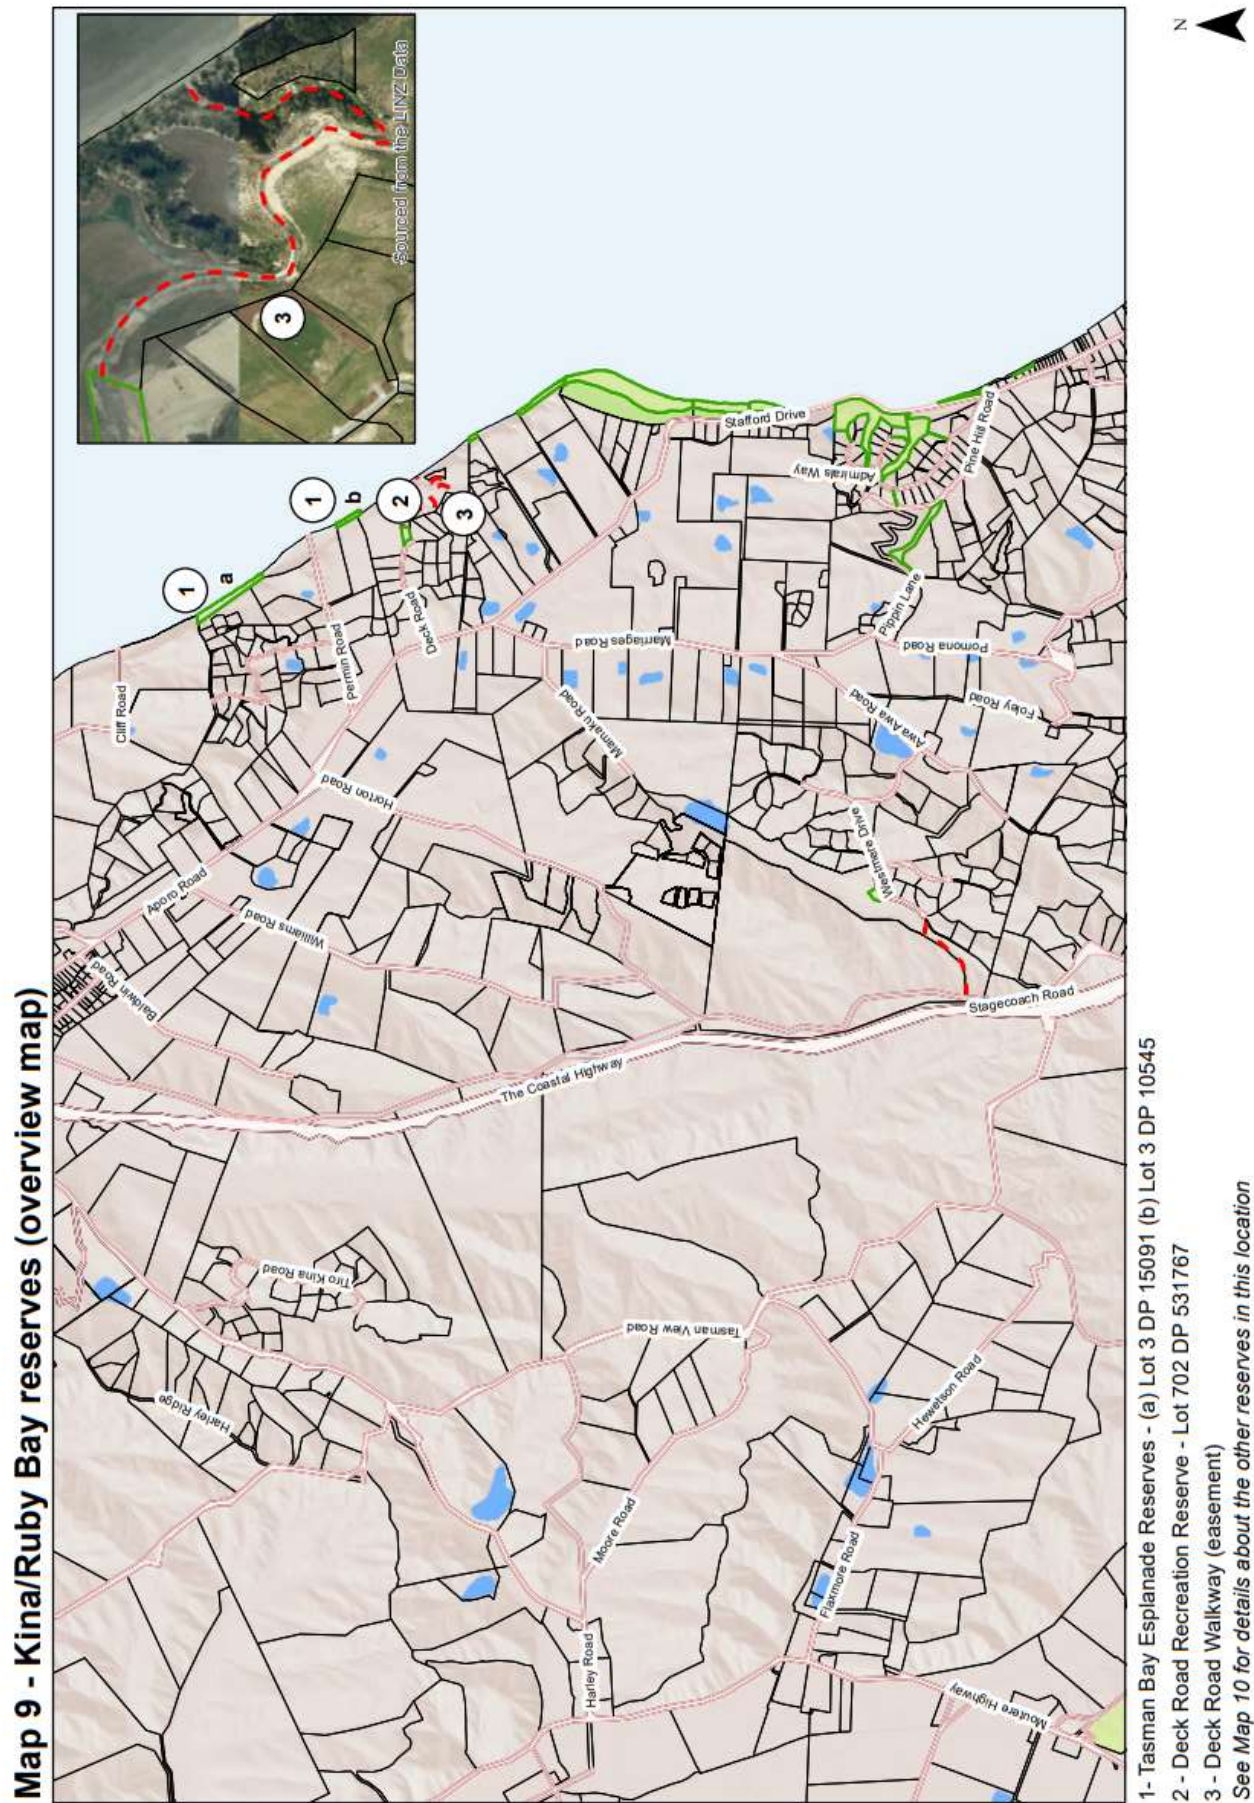 Map 9 - Kina/Ruby Bay reserves (overview map)
Sourced from the LINZ Data
3
1
a
1
b
2
3
Cliff Road
Permin Road
Deck Road
Aporo Road
Horton Road
Williams Road
Baldwin Road
Mamaku Road
Marriages Road
Stafford Drive
Admirals Way
Pine Hill Road
Pippin Lane
Pomona Road
Foley Road
Awa Awa Road
Westmere Drive
Stagecoach Road
The Coastal Highway
Tiro Kina Road
Harley Ridge
Tasman View Road
Moore Road
Hewetson Road
Flaxmore Road
Harley Road
Moutere Highway
N
1- Tasman Bay Esplanade Reserves - (a) Lot 3 DP 15091 (b) Lot 3 DP 10545
2 - Deck Road Recreation Reserve - Lot 702 DP 531767
3 - Deck Road Walkway (easement)
See Map 10 for details about the other reserves in this location